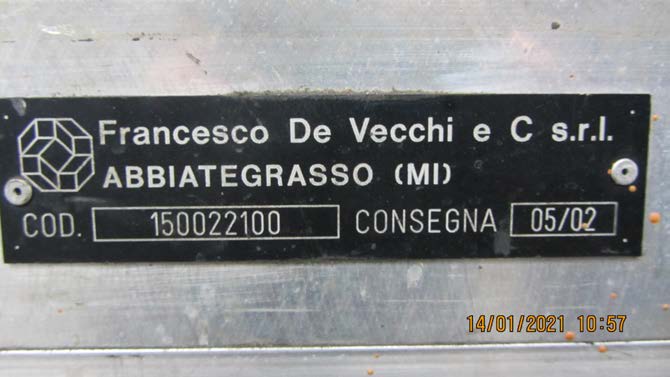 Francesco De Vecchi e C s.r.l.
ABBIATEGRASSO (MI)
COD. 150022100 CONSEGNA 05/02
14/01/2021 10:57